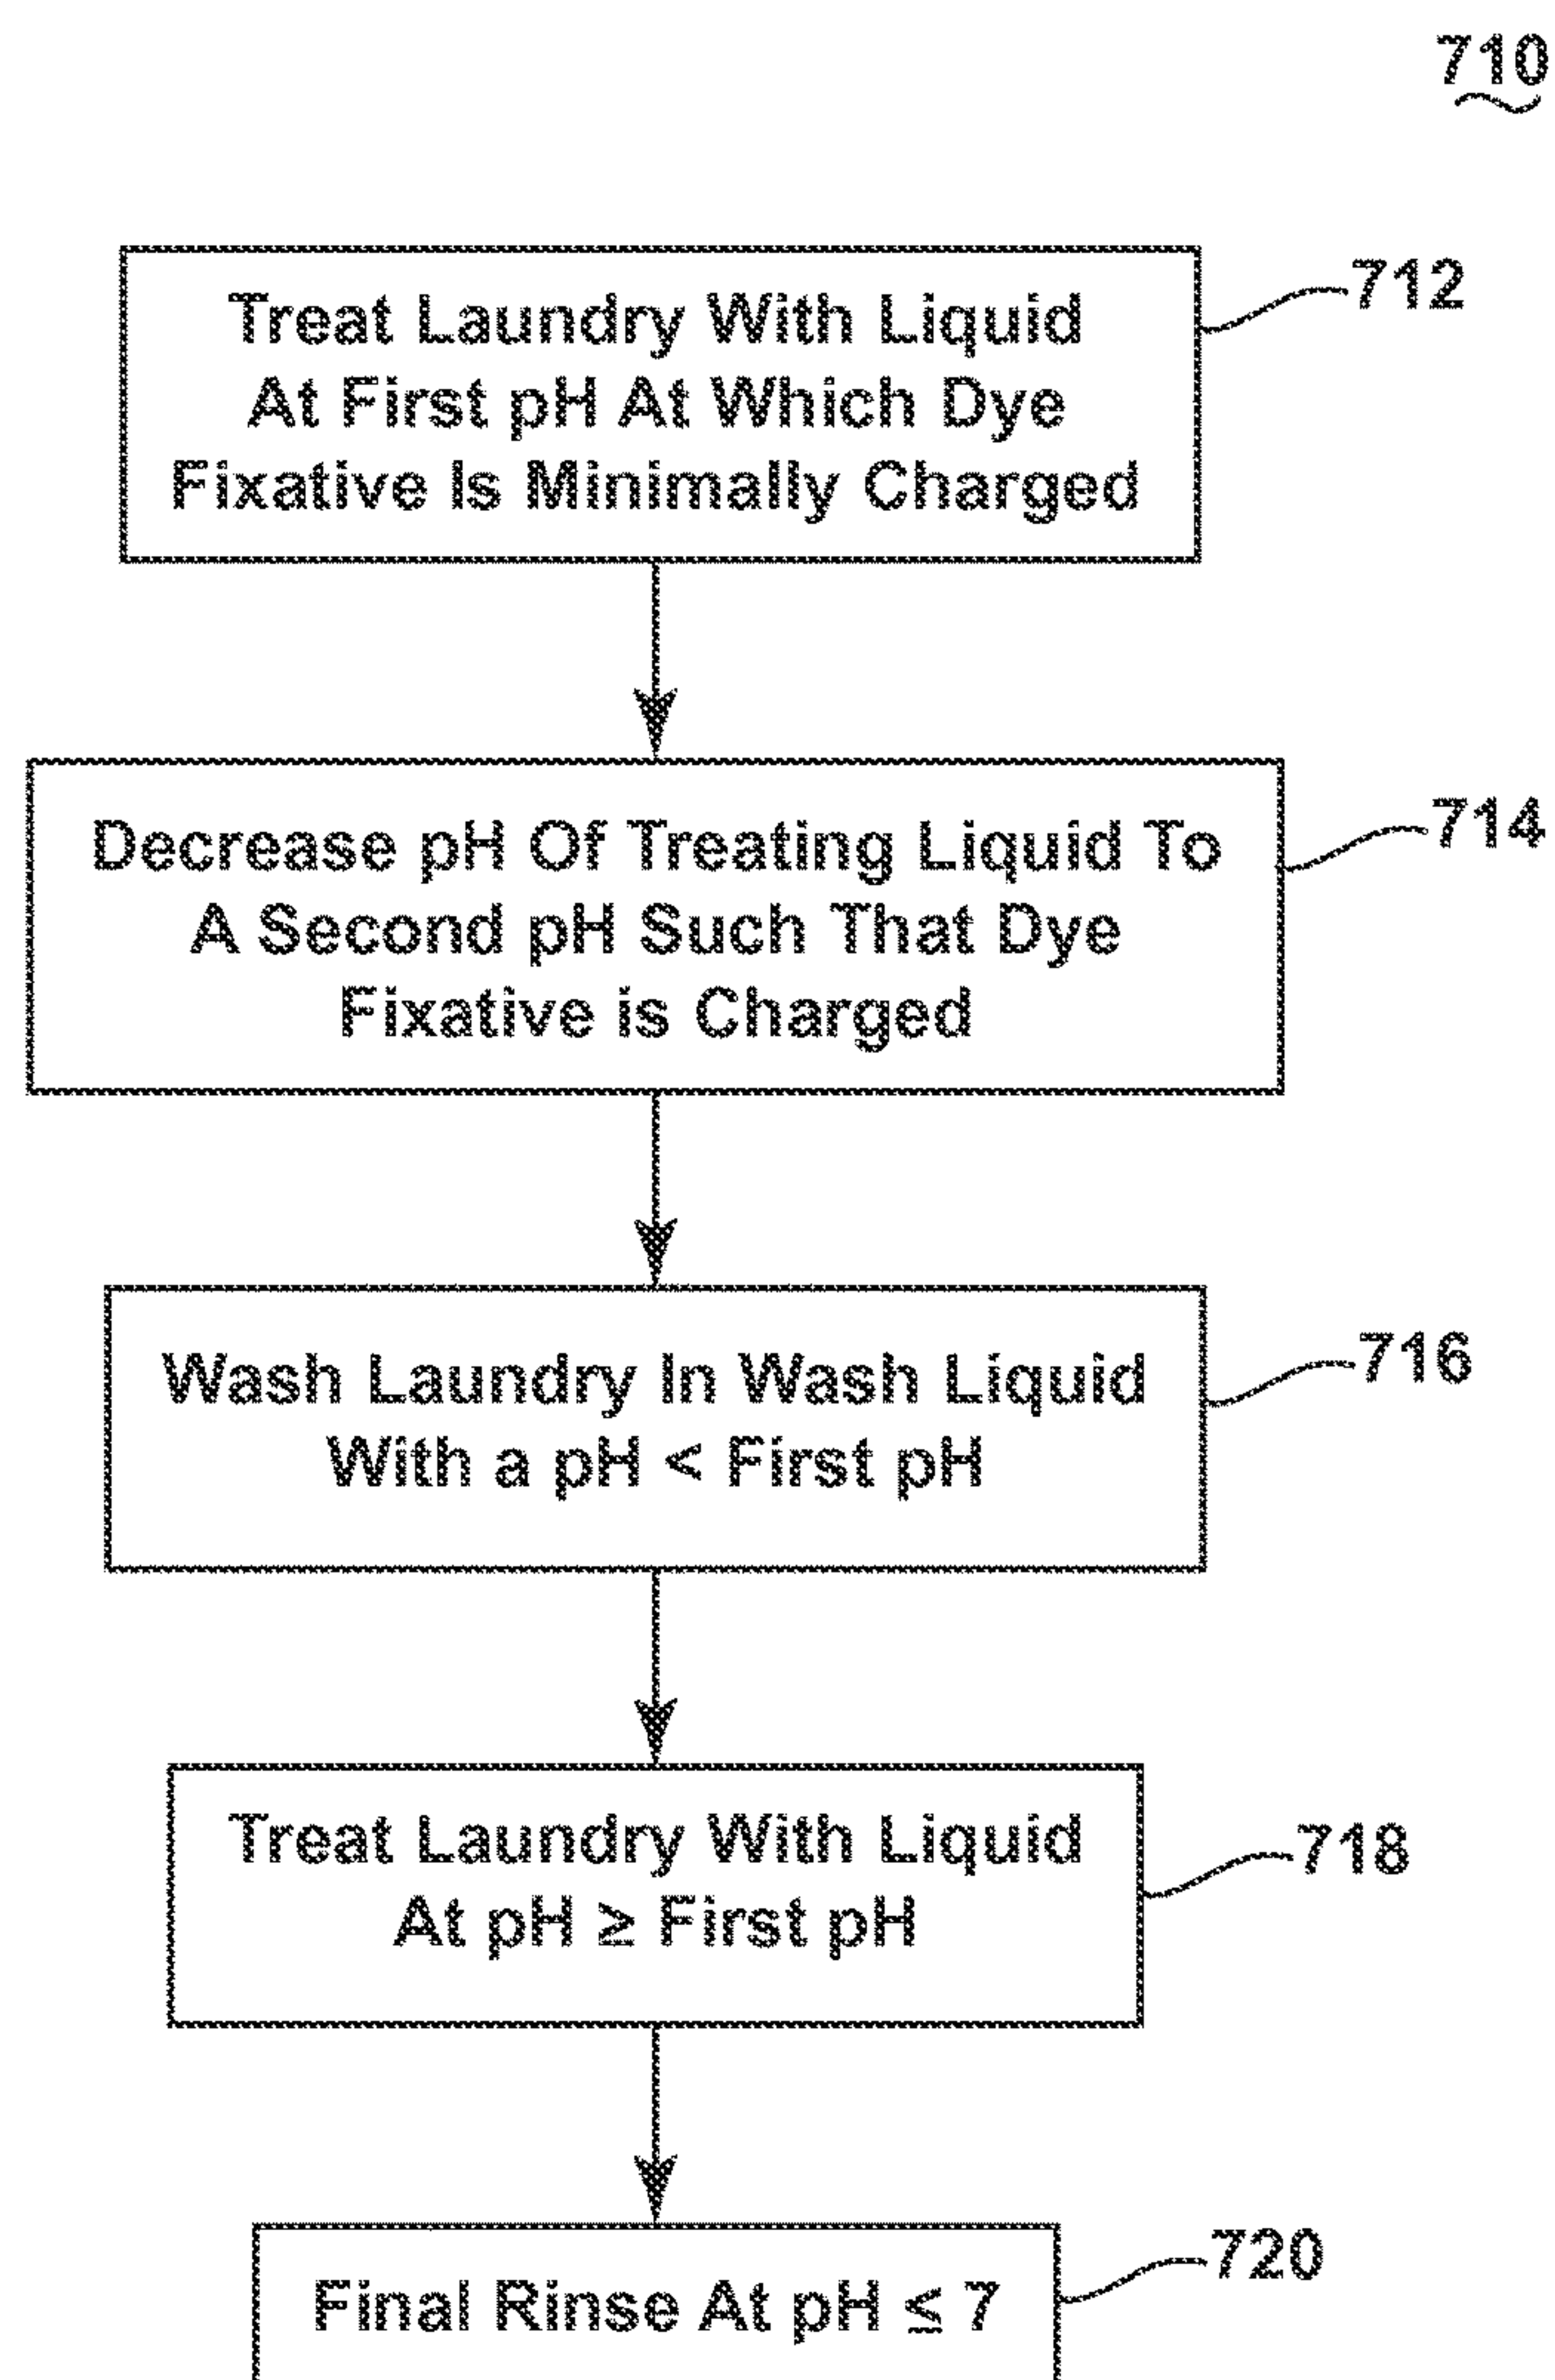 710
Treat Laundry With Liquid
At First pH At Which Dye
Fixative Is Minimally Charged
712
Decrease pH Of Treating Liquid To
A Second pH Such That Dye
Fixative is Charged
714
Wash Laundry In Wash Liquid
With a pH < First pH
716
Treat Laundry With Liquid
At pH ≥ First pH
718
Final Rinse At pH ≤ 7
720